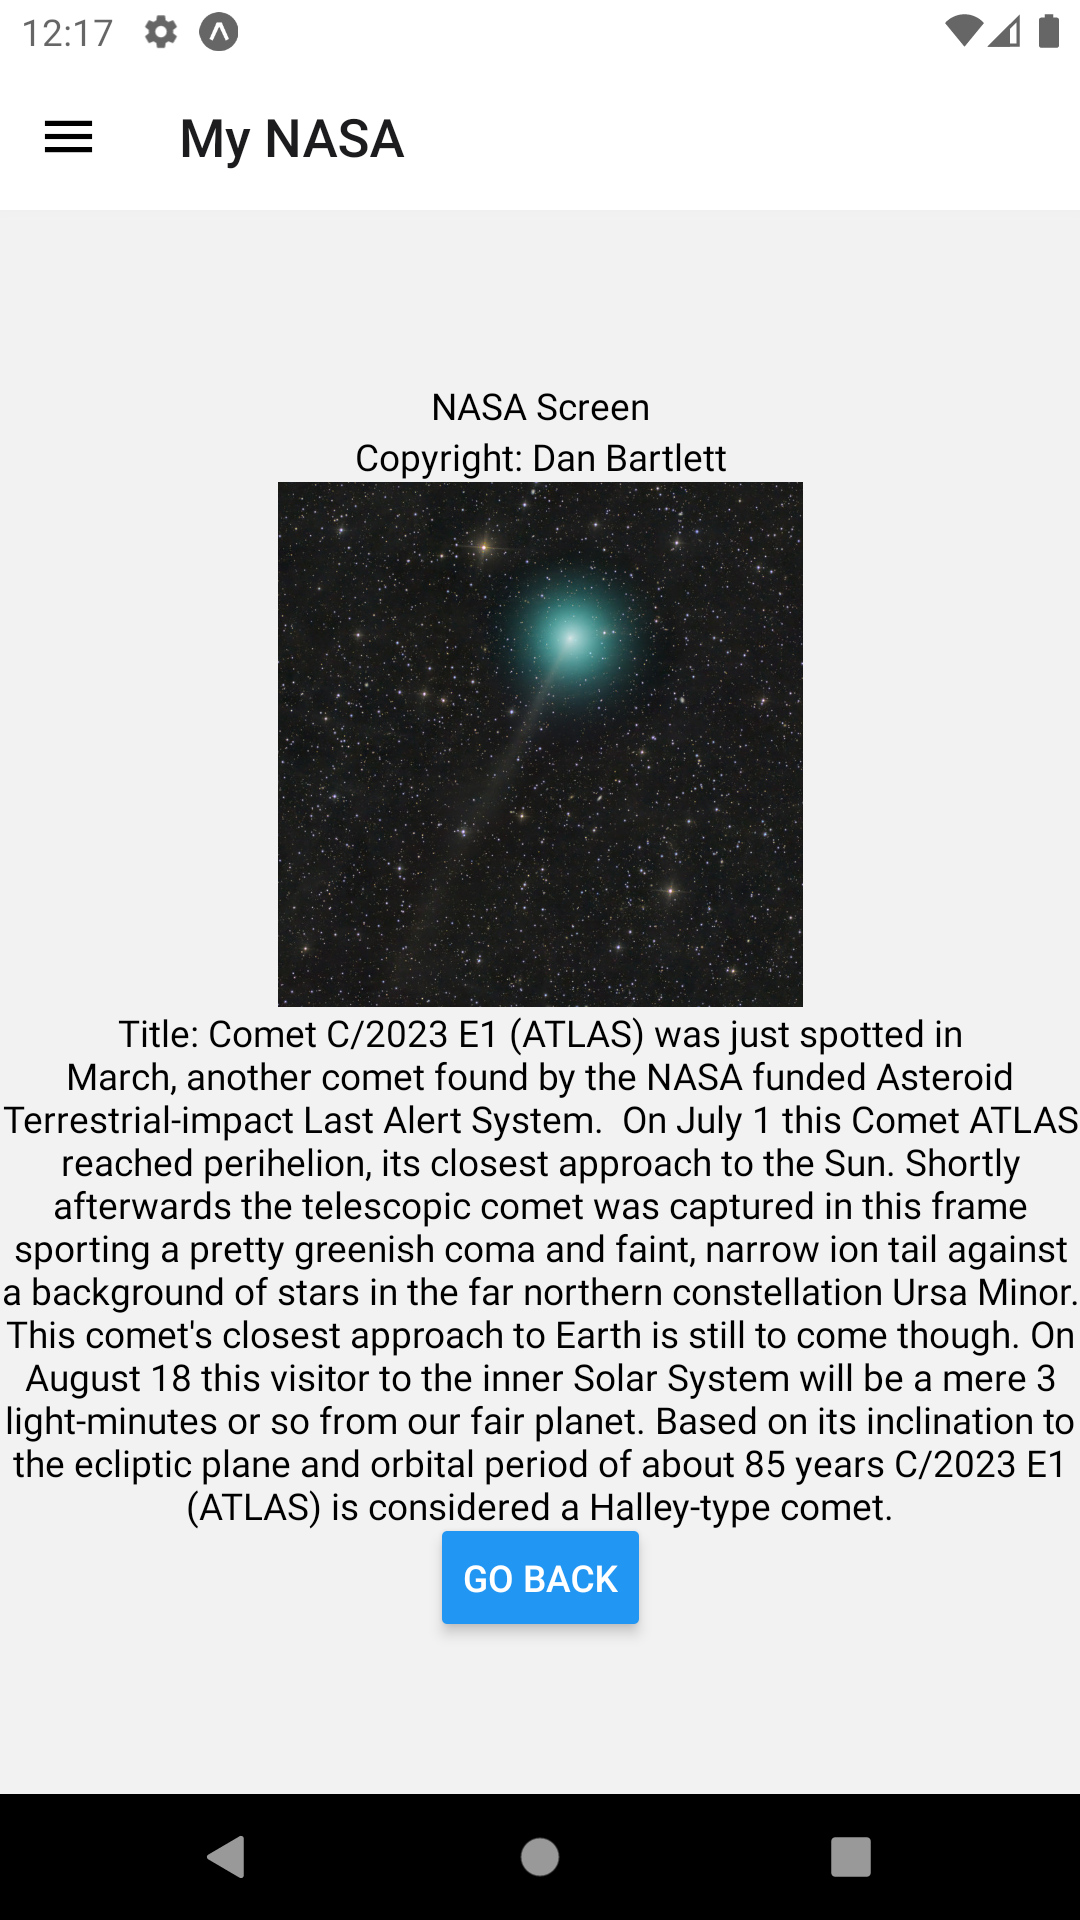 12:17
My NASA
NASA Screen
Copyright: Dan Bartlett
Title: Comet C/2023 E1 (ATLAS) was just spotted in
March, another comet found by the NASA funded Asteroid
Terrestrial-impact Last Alert System.  On July 1 this Comet ATLAS
reached perihelion, its closest approach to the Sun. Shortly
afterwards the telescopic comet was captured in this frame
sporting a pretty greenish coma and faint, narrow ion tail against
a background of stars in the far northern constellation Ursa Minor.
This comet's closest approach to Earth is still to come though. On
August 18 this visitor to the inner Solar System will be a mere 3
light-minutes or so from our fair planet. Based on its inclination to
the ecliptic plane and orbital period of about 85 years C/2023 E1
(ATLAS) is considered a Halley-type comet.
GO BACK